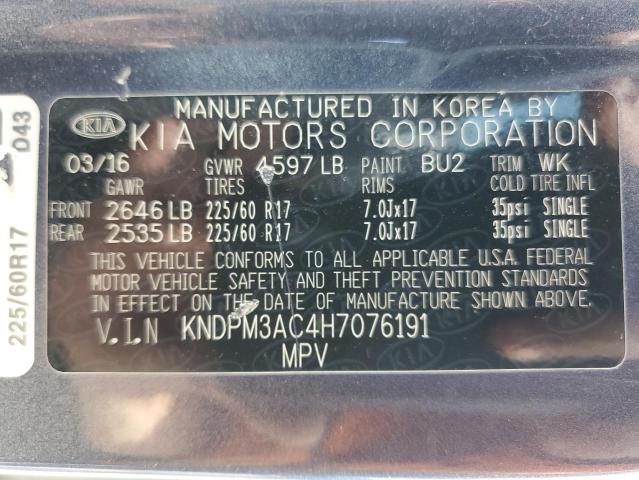 MANUFACTURED IN KOREA BY
KIA KIA MOTORS CORPORATION
03/16 GVWR 4597 LB PAINT BU2 TRIM WK
GAWR TIRES RIMS COLD TIRE INFL
FRONT 2646 LB 225/60 R17 7.0Jx17 35psi SINGLE
REAR 2535 LB 225/60 R17 7.0Jx17 35psi SINGLE
THIS VEHICLE CONFORMS TO ALL APPLICABLE U.S.A. FEDERAL
MOTOR VEHICLE SAFETY AND THEFT PREVENTION STANDARDS
IN EFFECT ON THE DATE OF MANUFACTURE SHOWN ABOVE.
V.I.N KNDPM3AC4H7076191
MPV
225/60R17
043